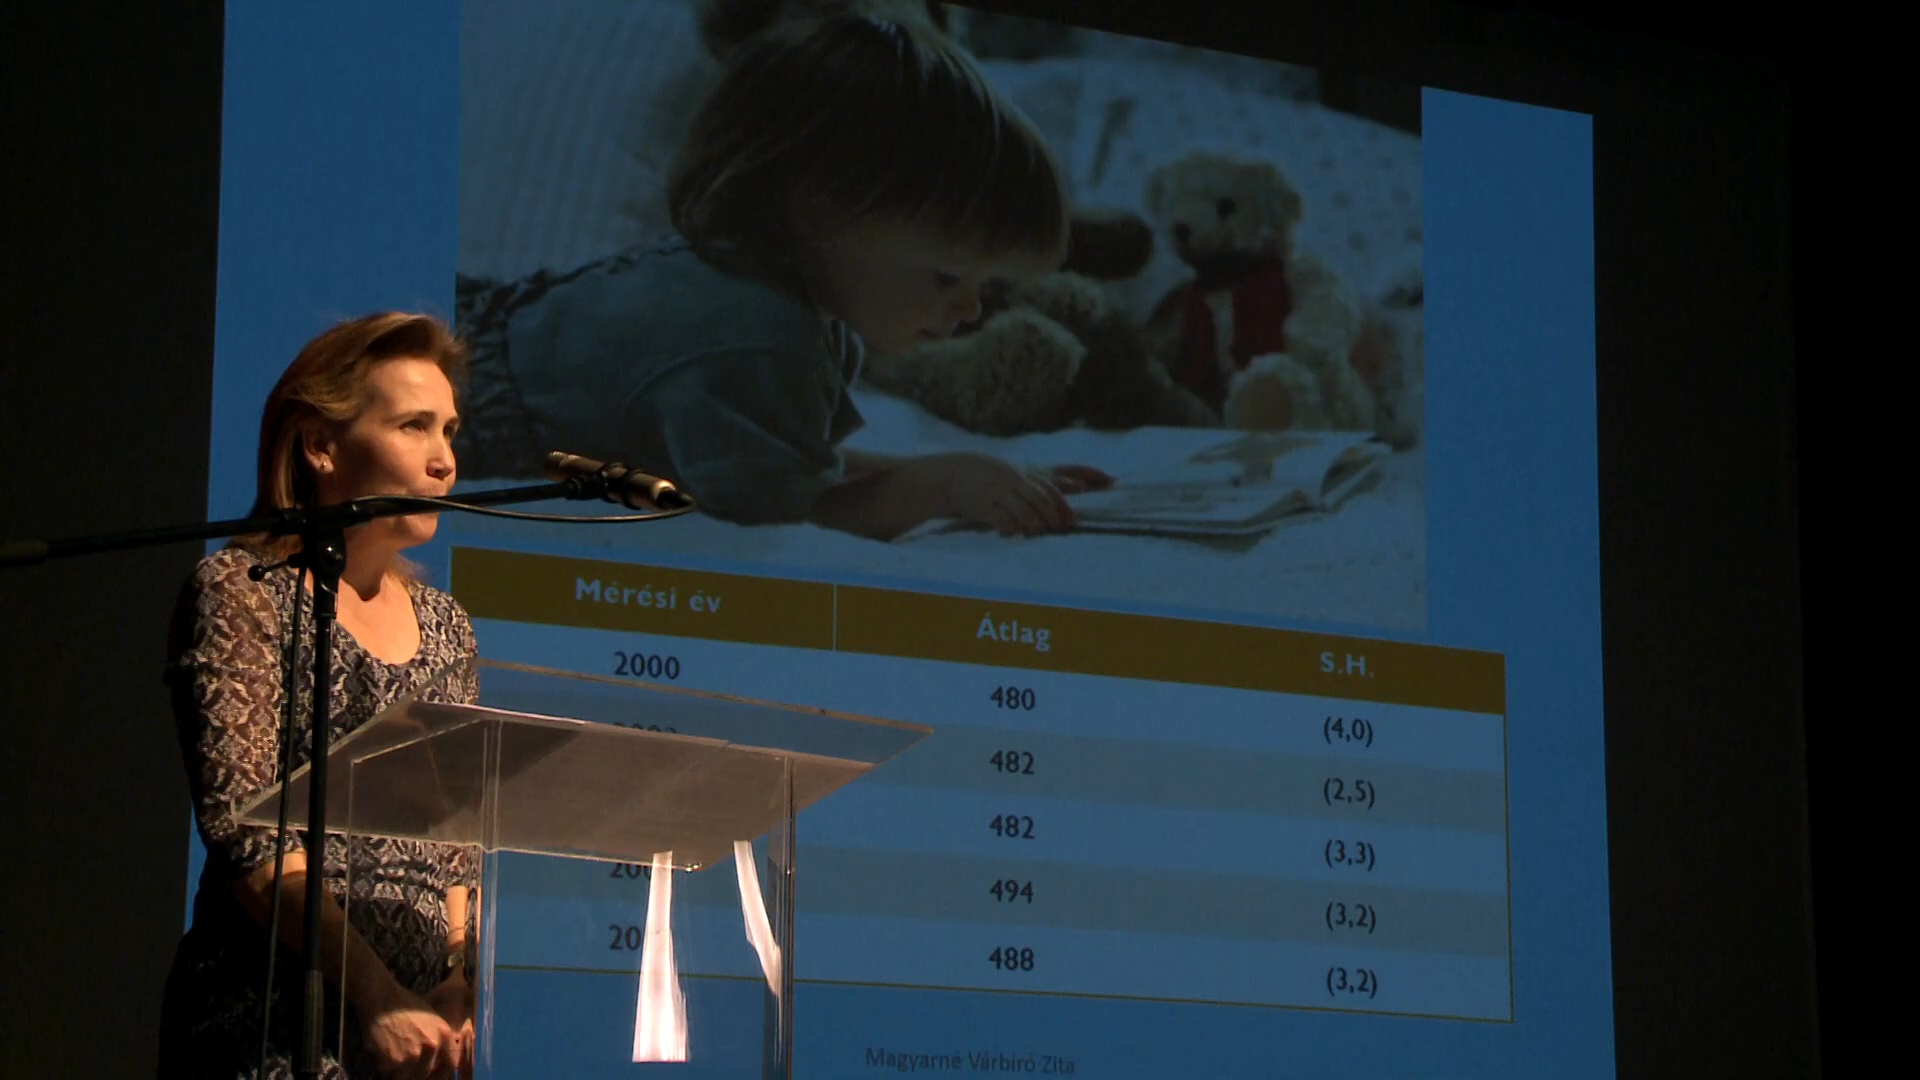 Mérési év Átlag S.H.
2000 480 (4,0)
482 (2,5)
482 (3,3)
494 (3,2)
488 (3,2)
Magyarné Várbíró Zita